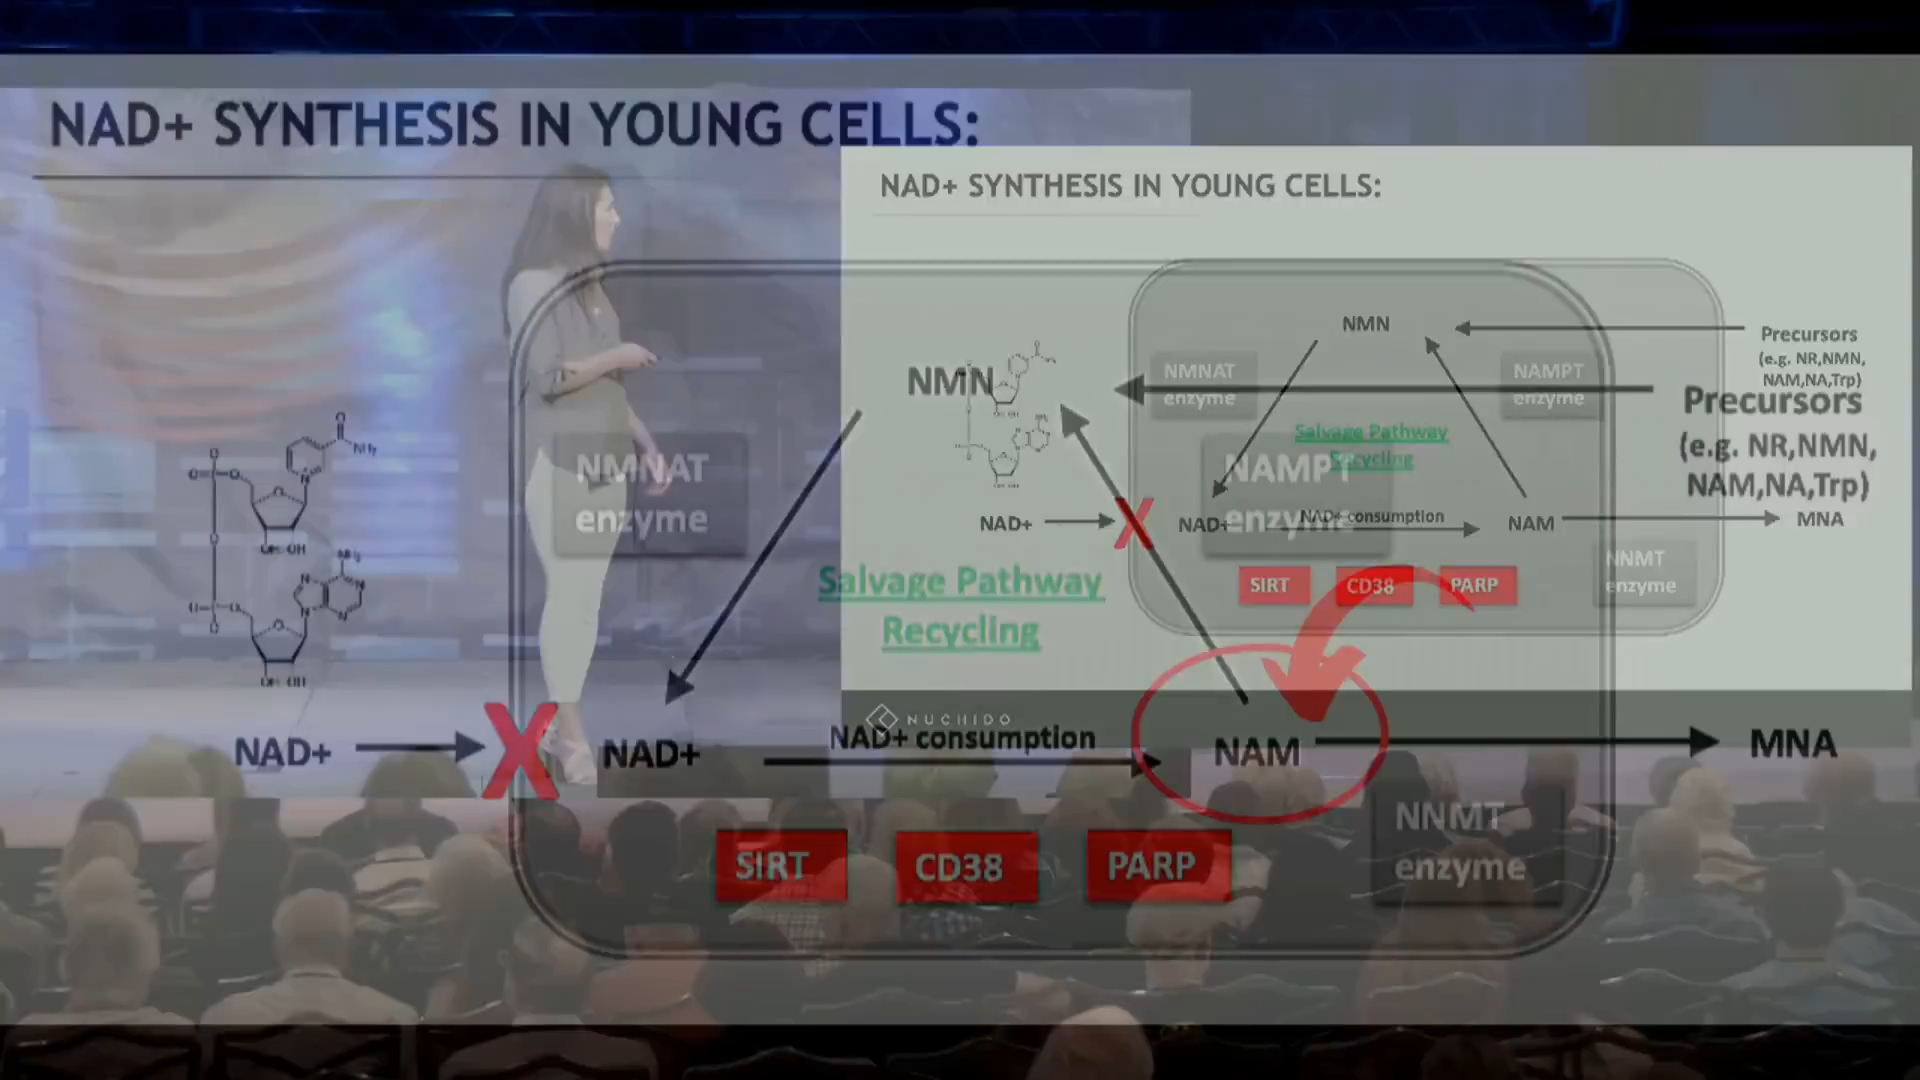 NAD+ SYNTHESIS IN YOUNG CELLS:
NMN
Precursors
(e.g. NR,NMN,
NAM,NA,Trp)
NMNAT
enzyme
NAMPT
enzyme
Salvage Pathway
Recycling
NAD+
NAD+
NAD+ consumption
NAM
MNA
SIRT
CD38
PARP
NNMT
enzyme
NAD+ SYNTHESIS IN YOUNG CELLS:
NMN
Precursors
(e.g. NR,NMN,
NAM,NA,Trp)
NMNAT
enzyme
NAMPT
enzyme
Salvage Pathway
Recycling
NAD+
X
NAD+
NAD+ consumption
NAM
MNA
SIRT
CD38
PARP
NNMT
enzyme
NUCHIDO
X